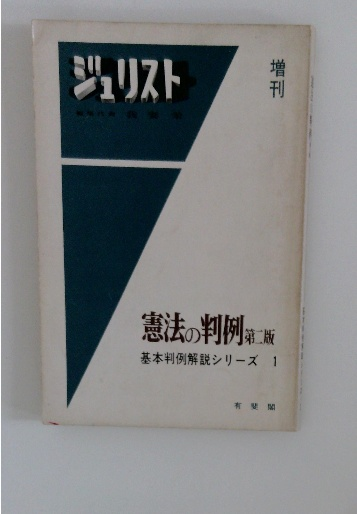 ジュリスト
増刊
憲法の判例 第二版
基本判例解説シリーズ 1
有斐閣